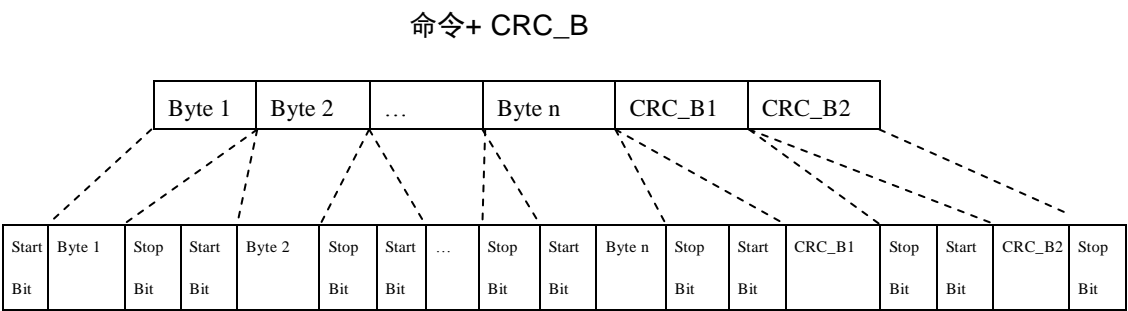 命令+ CRC_B
Byte 1 Byte 2 … Byte n CRC_B1 CRC_B2
Start Byte 1 Stop Start Byte 2 Stop Start … Stop Start Byte n Stop Start CRC_B1 Stop Start CRC_B2 Stop
Bit Bit Bit Bit Bit Bit Bit Bit Bit Bit Bit Bit